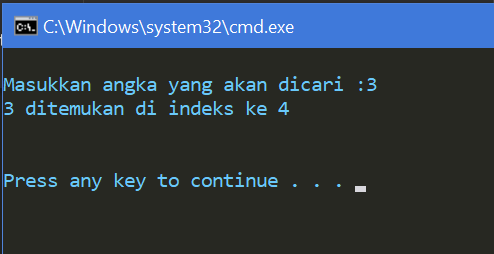 C:\Windows\system32\cmd.exe
Masukkan angka yang akan dicari :3
3 ditemukan di indeks ke 4
Press any key to continue . . .